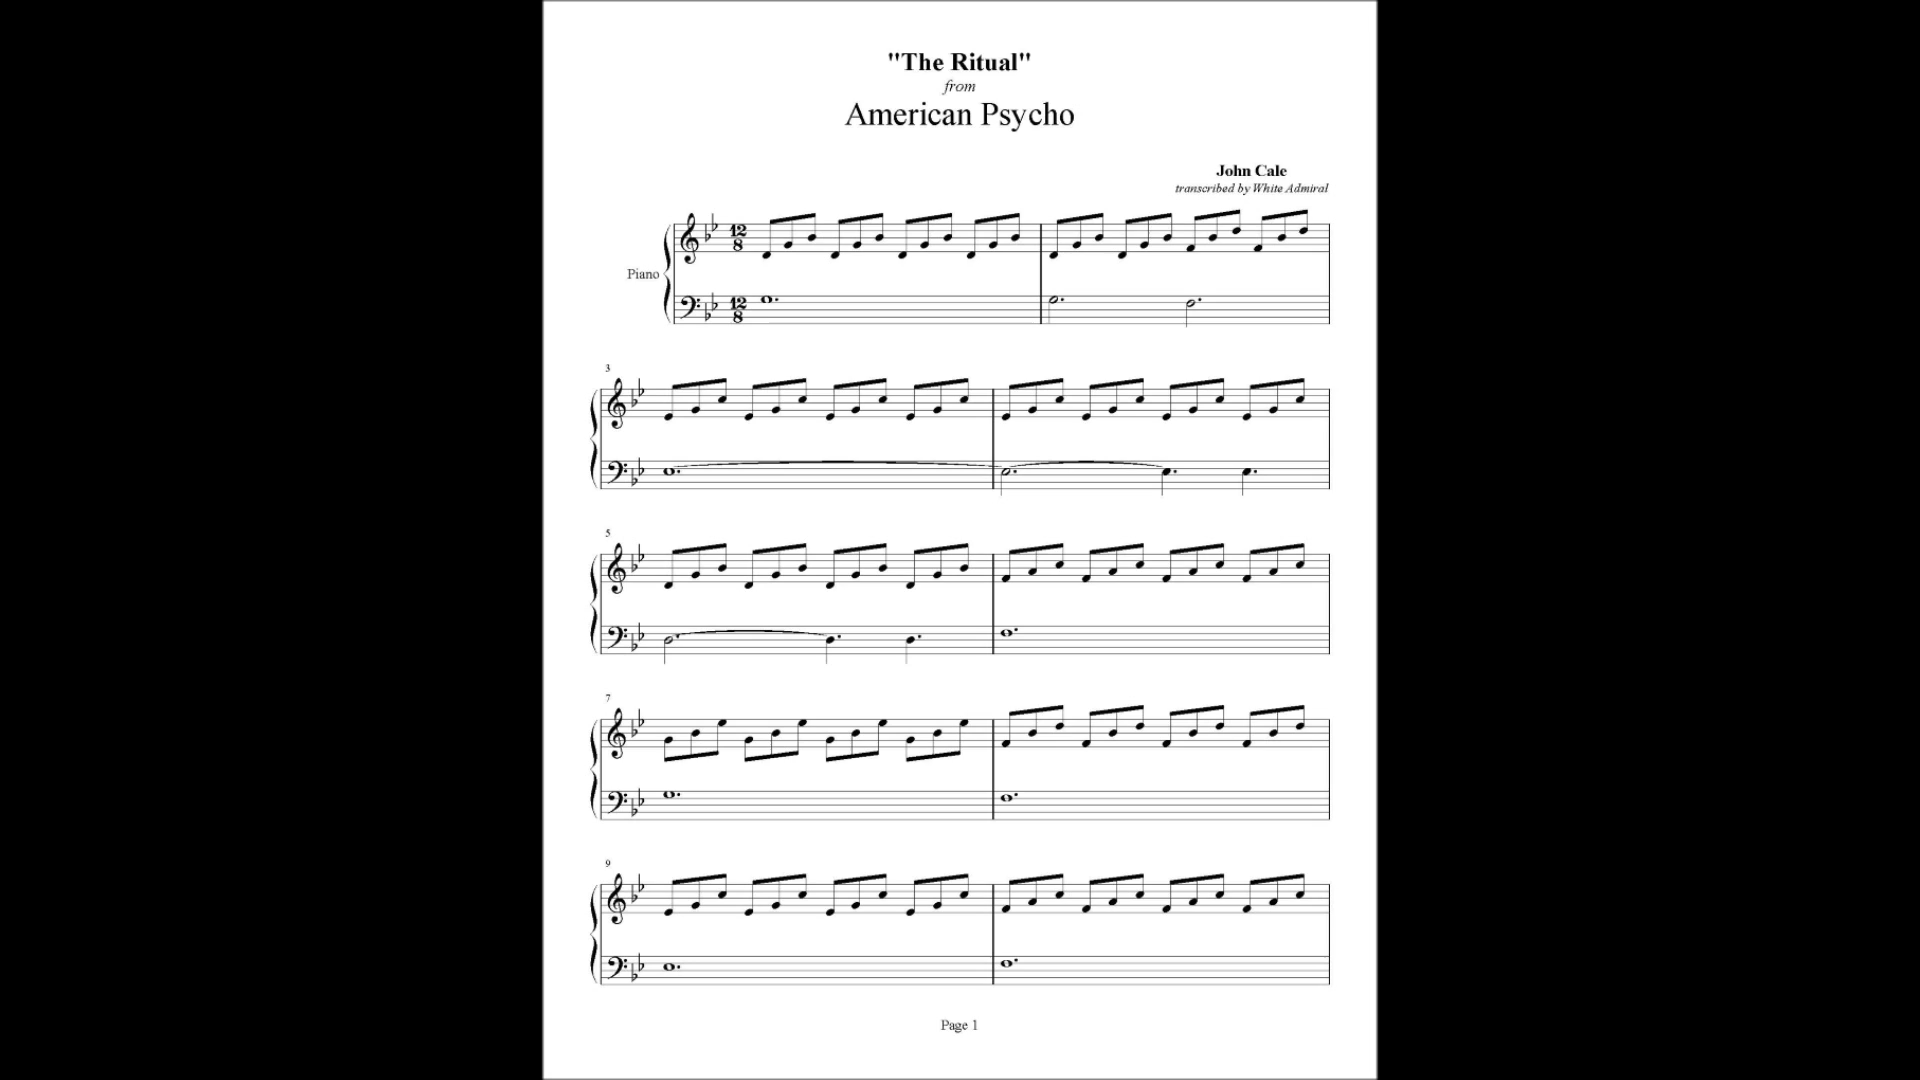 "The Ritual"
from
American Psycho
John Cale
transcribed by White Admiral
Piano
12
8
12
8
3
5
7
9
Page 1